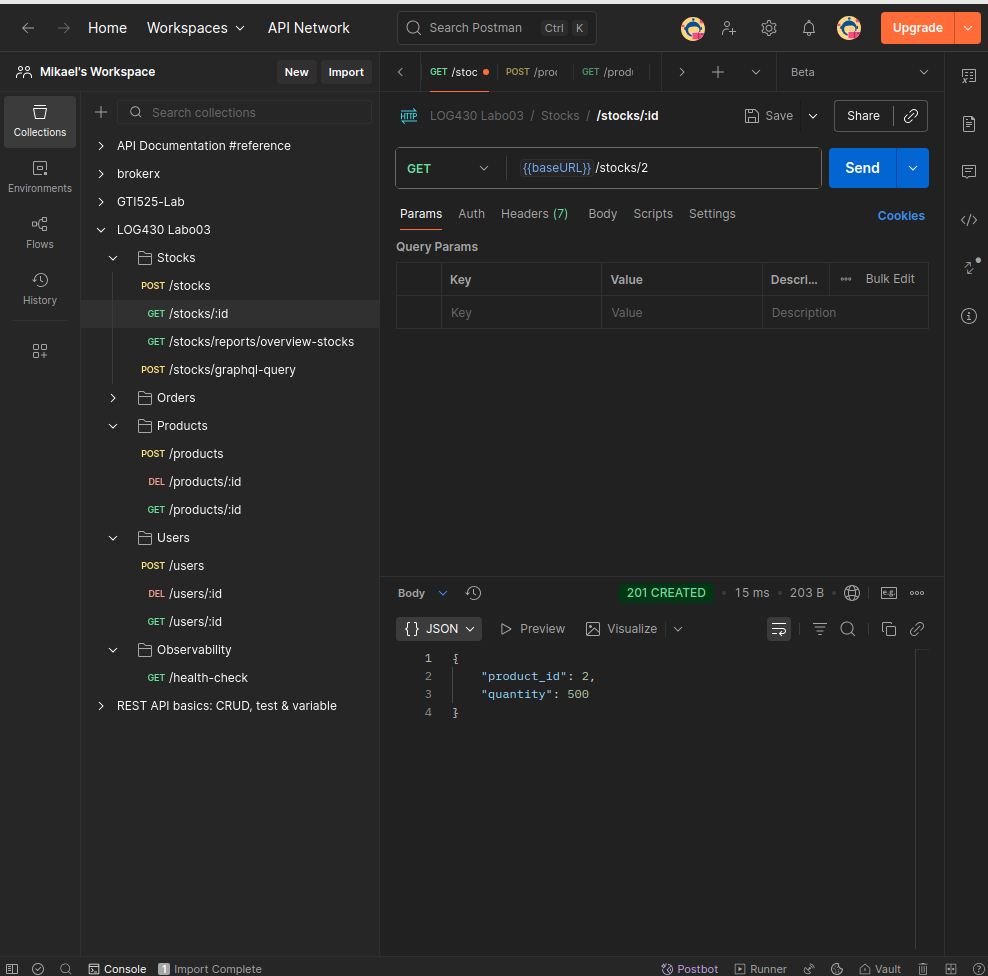 Home Workspaces API Network Search Postman Ctrl K Upgrade
Mikael's Workspace New Import
GET /stoc POST /proc GET /prodi Beta
Collections
Environments
Flows
History
Search collections
API Documentation #reference
brokerx
GTI525-Lab
LOG430 Labo03
Stocks
POST /stocks
GET /stocks/:id
GET /stocks/reports/overview-stocks
POST /stocks/graphql-query
Orders
Products
POST /products
DEL /products/:id
GET /products/:id
Users
POST /users
DEL /users/:id
GET /users/:id
Observability
GET /health-check
REST API basics: CRUD, test & variable
HTTP LOG430 Labo03 / Stocks / /stocks/:id Save Share
GET {{baseURL}} /stocks/2 Send
Params Auth Headers (7) Body Scripts Settings Cookies
Query Params
Key Value Descri... Bulk Edit
Key Value Description
Body 201 CREATED 15 ms 203 B e.g.
{} JSON Preview Visualize
1 {
2 "product_id": 2,
3 "quantity": 500
4 }
Console 1 Import Complete Postbot Runner Vault